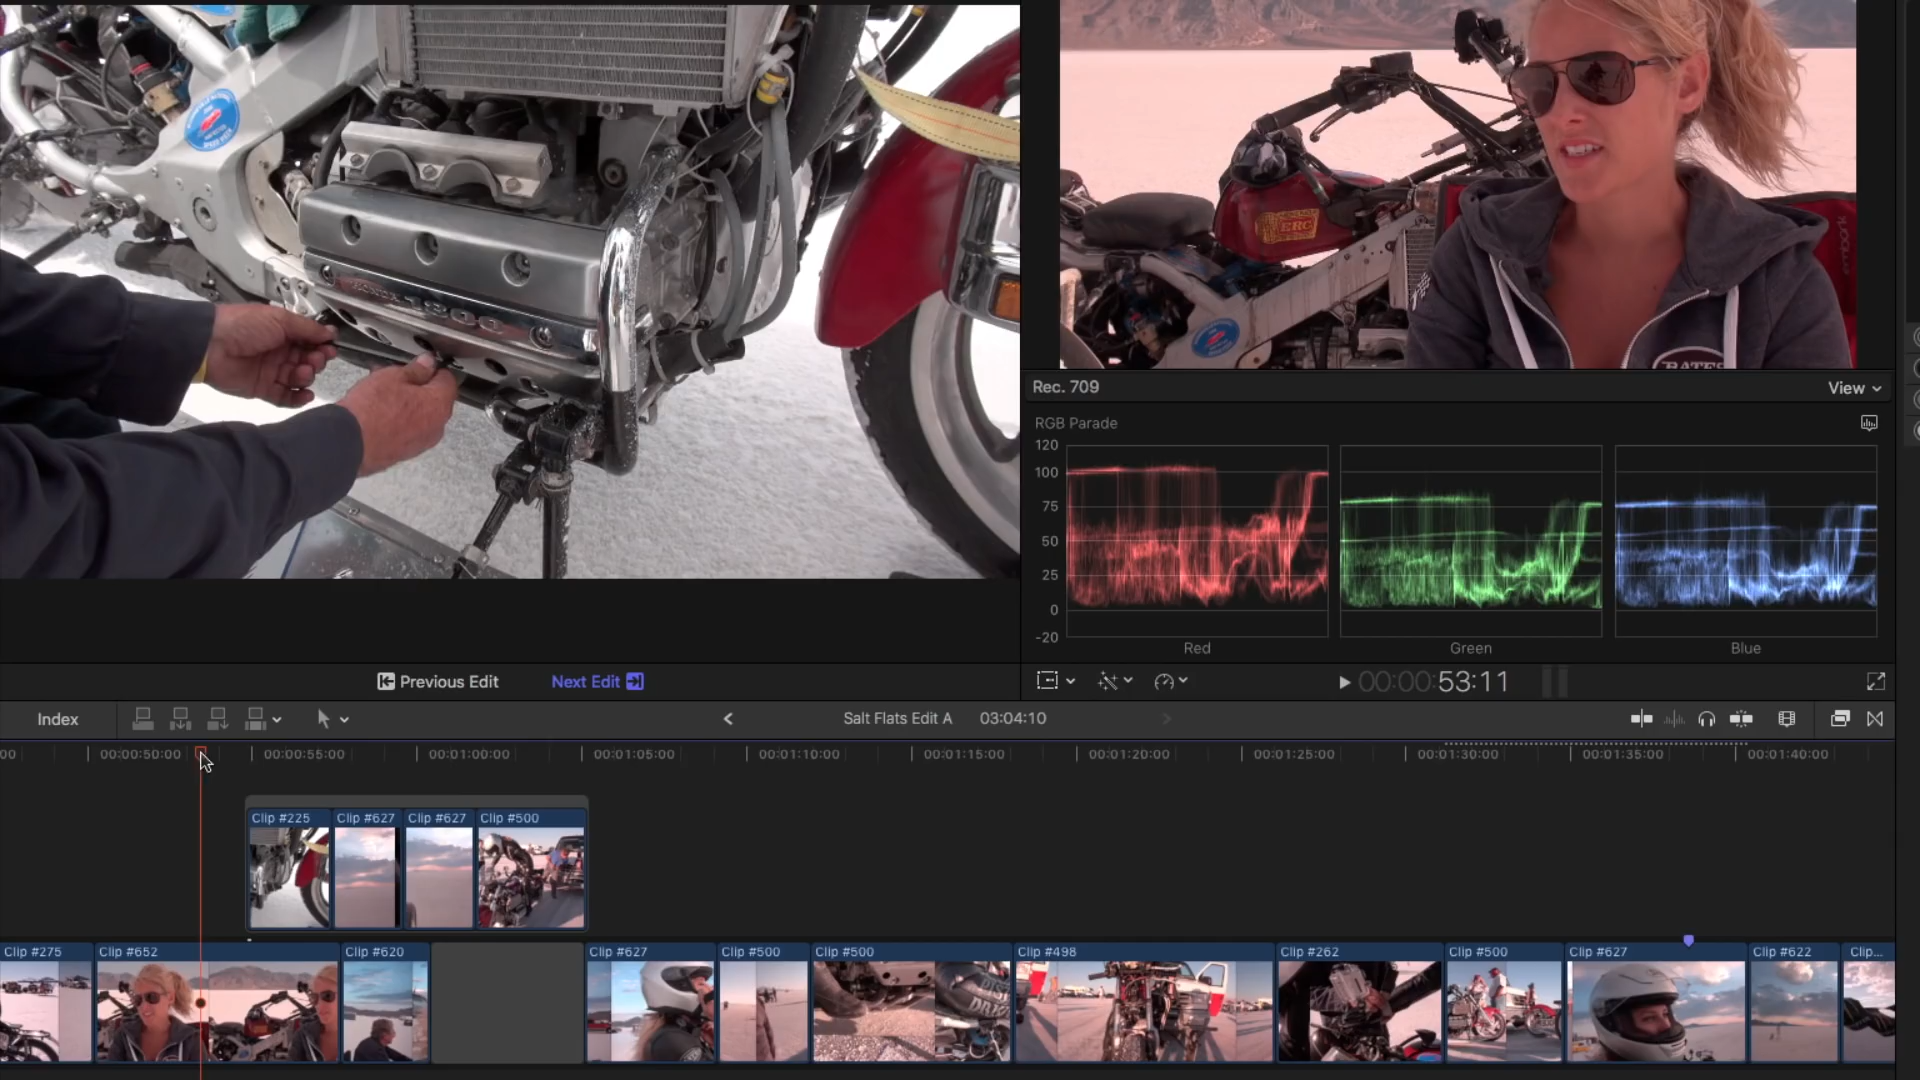 HONDA 1200
ERC
BATES
Rec. 709
View
RGB Parade
120
100
75
50
25
0
-20
Red
Green
Blue
Previous Edit
Next Edit
00:00:53:11
Index
Salt Flats Edit A
03:04:10
00
00:00:50:00
00:00:55:00
00:01:00:00
00:01:05:00
00:01:10:00
00:01:15:00
00:01:20:00
00:01:25:00
00:01:30:00
00:01:35:00
00:01:40:00
Clip #225
Clip #627
Clip #627
Clip #500
Clip #275
Clip #652
Clip #620
Clip #627
Clip #500
Clip #500
Clip #498
Clip #262
Clip #500
Clip #627
Clip #622
Clip...